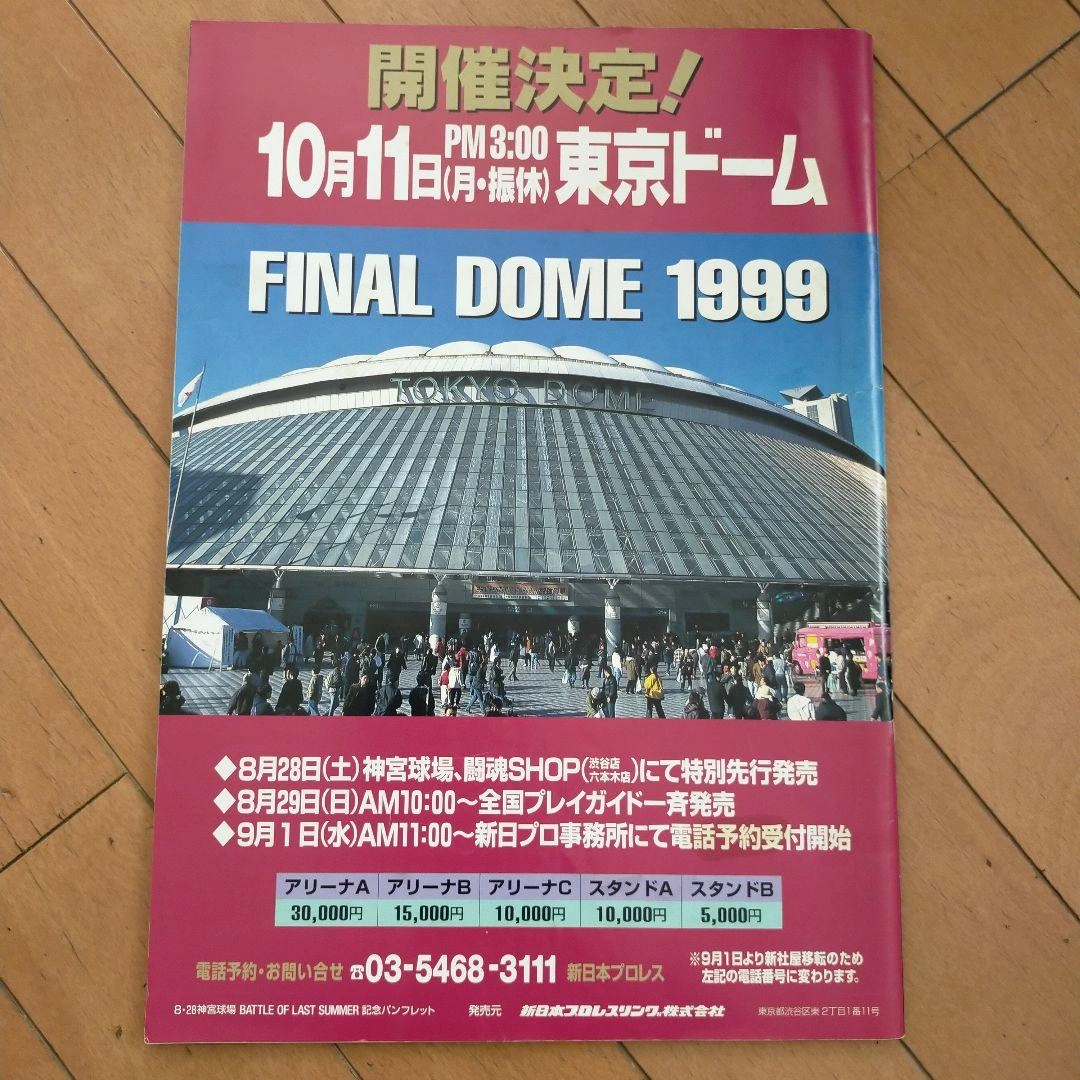 開催決定!
10月11日(月・振休) PM 3:00 東京ドーム
FINAL DOME 1999
TOKYO DOME
◆8月28日(土)神宮球場、闘魂SHOP(渋谷店 六本木店)にて特別先行発売
◆8月29日(日)AM10:00〜全国プレイガイド一斉発売
◆9月1日(水)AM11:00〜新日プロ事務所にて電話予約受付開始
アリーナA アリーナB アリーナC スタンドA スタンドB
30,000円 15,000円 10,000円 10,000円 5,000円
電話予約・お問い合せ ☎03-5468-3111 新日本プロレス
※9月1日より新社屋移転のため
左記の電話番号に変わります。
8・28神宮球場 BATTLE OF LAST SUMMER 記念パンフレット 発売元 新日本プロレスリング株式会社 東京都渋谷区東2丁目1番11号